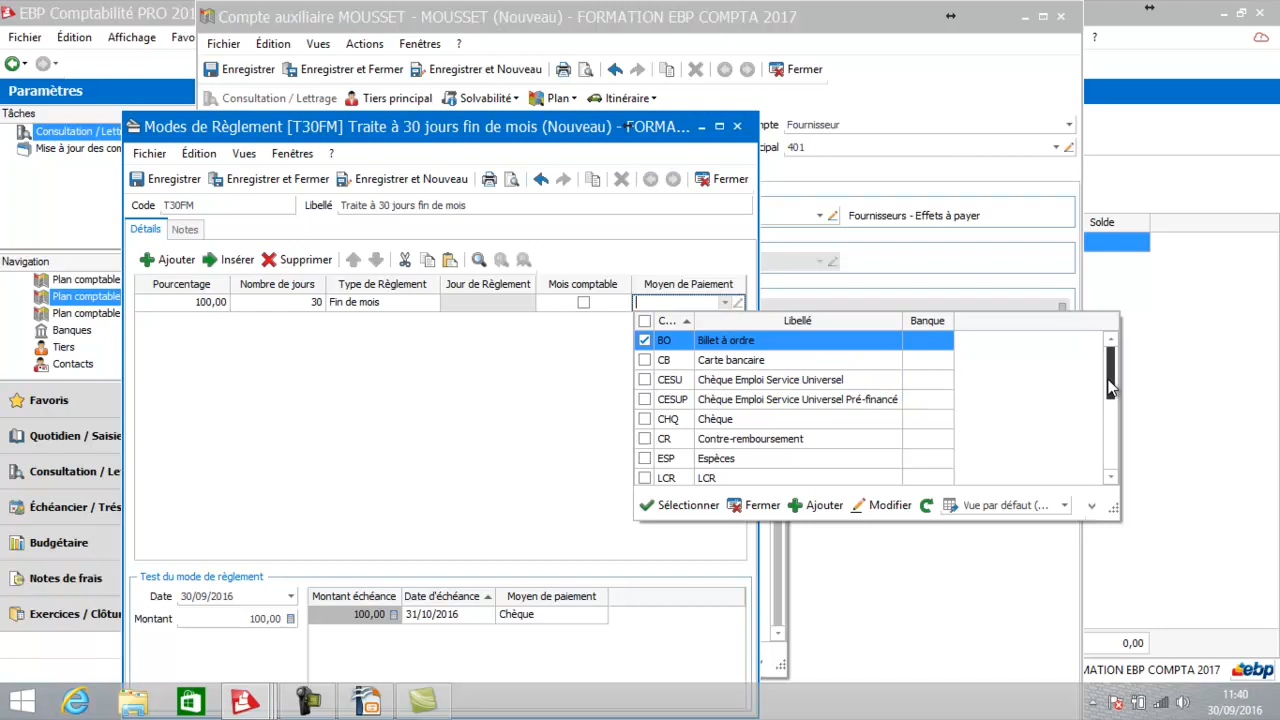 EBP Comptabilité PRO 201
Fichier Édition Affichage Favo
Paramètres
Tâches
Consultation / Lettr
Mise à jour des com
Navigation
Plan comptable
Plan comptable
Plan comptable
Banques
Tiers
Contacts
Favoris
Quotidien / Saisie
Consultation / Le
Échéancier / Trés
Budgétaire
Notes de frais
Exercices / Clôtu
Compte auxiliaire MOUSSET - MOUSSET (Nouveau) - FORMATION EBP COMPTA 2017
Fichier Édition Vues Actions Fenêtres ?
Enregistrer Enregistrer et Fermer Enregistrer et Nouveau Fermer
Consultation / Lettrage Tiers principal Solvabilité Plan Itinéraire
mpte Fournisseur
cipal 401
Fournisseurs - Effets à payer
Modes de Règlement [T30FM] Traite à 30 jours fin de mois (Nouveau) - FORMA...
Fichier Édition Vues Fenêtres ?
Enregistrer Enregistrer et Fermer Enregistrer et Nouveau Fermer
Code T30FM Libellé Traite à 30 jours fin de mois
Détails Notes
Ajouter Insérer Supprimer
Pourcentage Nombre de jours Type de Règlement Jour de Règlement Mois comptable Moyen de Paiement
100,00 30 Fin de mois
C... Libellé Banque
BO Billet à ordre
CB Carte bancaire
CESU Chèque Emploi Service Universel
CESUP Chèque Emploi Service Universel Pré-financé
CHQ Chèque
CR Contre-remboursement
ESP Espèces
LCR LCR
Sélectionner Fermer Ajouter Modifier Vue par défaut (...
Test du mode de règlement
Date 30/09/2016
Montant 100,00
Montant échéance Date d'échéance Moyen de paiement
100,00 31/10/2016 Chèque
?
Solde
0,00
MATION EBP COMPTA 2017 ebp
11:40
30/09/2016